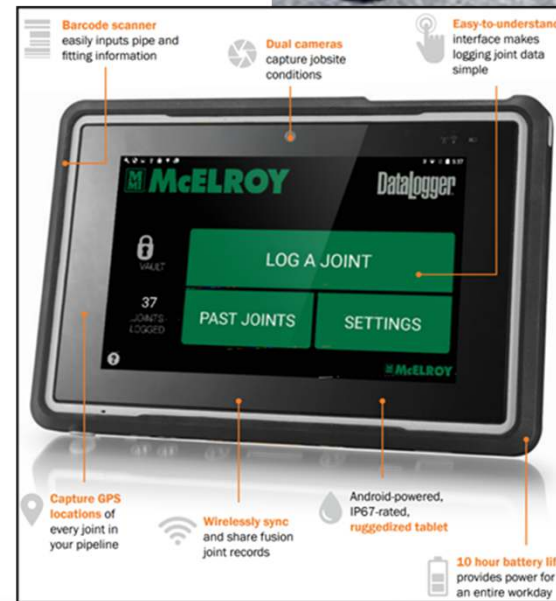 Barcode scanner
easily inputs pipe and
fitting information
Dual cameras
capture jobsite
conditions
Easy-to-understand
interface makes
logging joint data
simple
McELROY
DataLogger
LOG A JOINT
VAULT
37
JOINTS
LOGGED
PAST JOINTS
SETTINGS
McELROY
Capture GPS
locations of
every joint in
your pipeline
Wirelessly sync
and share fusion
joint records
Android-powered,
IP67-rated,
ruggedized tablet
10 hour battery lif
provides power for
an entire workday